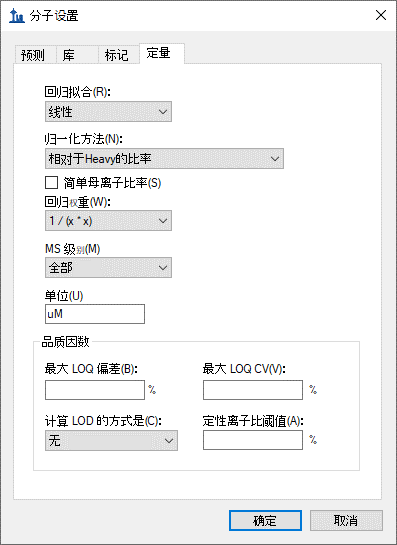 分子设置
预测 库 标记 定量
回归拟合(R):
线性
归一化方法(N):
相对于Heavy的比率
简单母离子比率(S)
回归权重(W):
1 / (x * x)
MS 级别(M)
全部
单位(U)
uM
品质因数
最大 LOQ 偏差(B): 最大 LOQ CV(V):
% %
计算 LOD 的方式是(C): 定性离子比阈值(A):
无 %
确定 取消